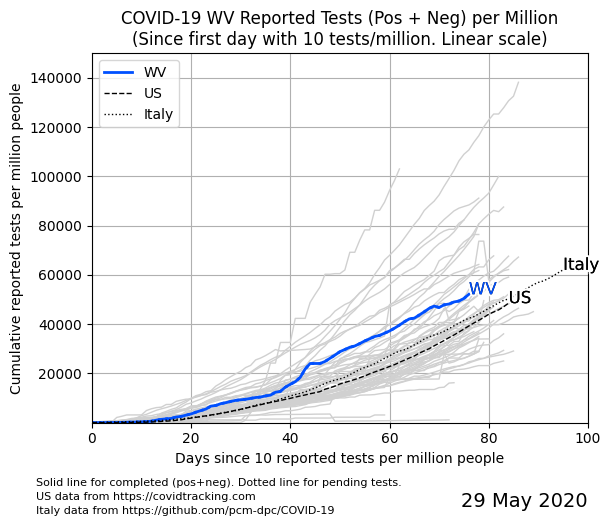 COVID-19 WV Reported Tests (Pos + Neg) per Million
(Since first day with 10 tests/million. Linear scale)
WV
US
Italy
140000
120000
100000
80000
60000
40000
20000
Cumulative reported tests per million people
Italy
WV
US
0 20 40 60 80 100
Days since 10 reported tests per million people
Solid line for completed (pos+neg). Dotted line for pending tests.
US data from https://covidtracking.com
Italy data from https://github.com/pcm-dpc/COVID-19
29 May 2020